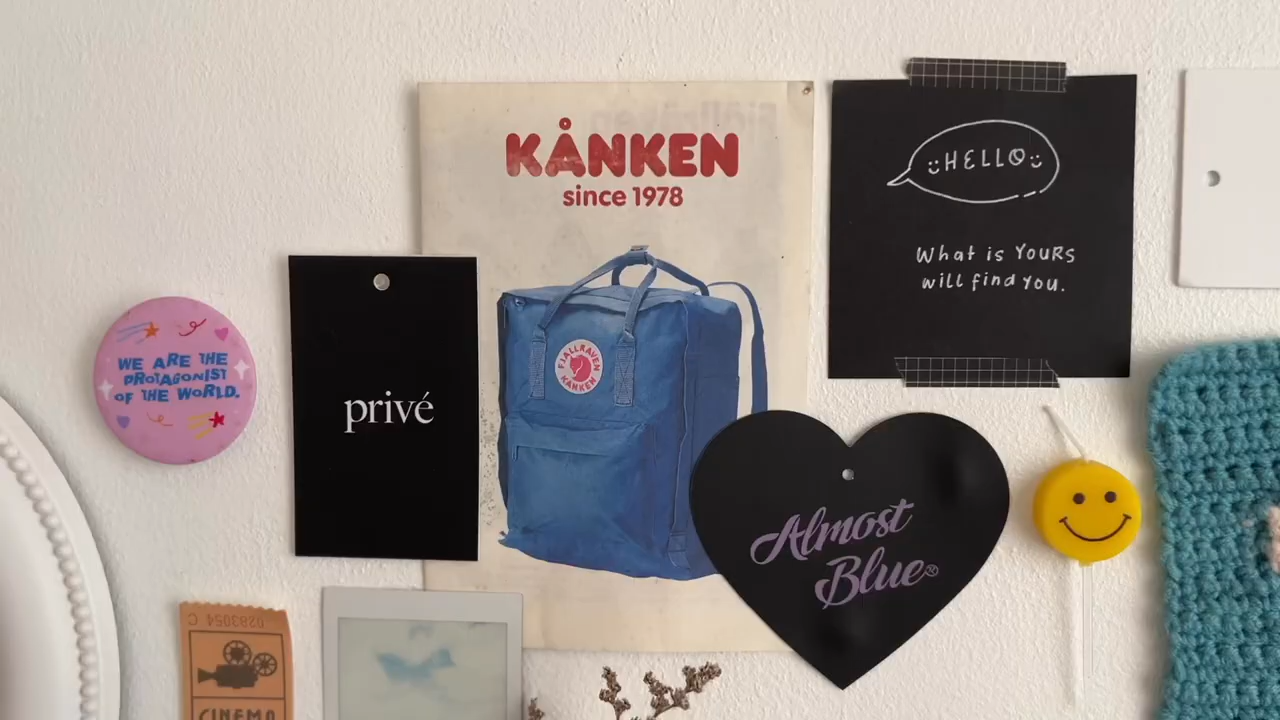 KÅNKEN
since 1978
FJÄLLRÄVEN
KÅNKEN
HELLO
What is YOURS
will find you.
privé
WE ARE THE
PROTAGONIST
OF THE WORLD.
Almost
Blue®
C 0283054
CINEMA